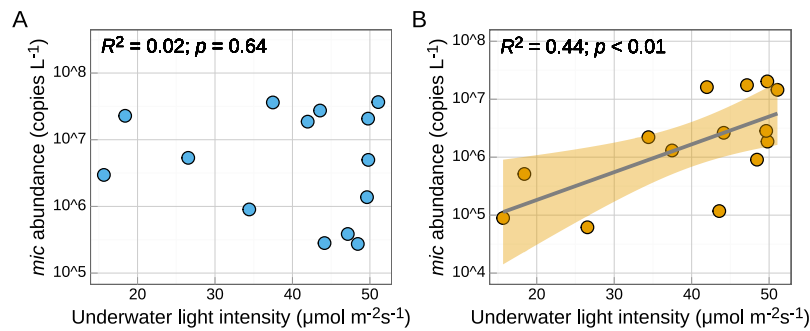 A
R² = 0.02; p = 0.64
mic abundance (copies L⁻¹)
10^8
10^7
10^6
10^5
20 30 40 50
Underwater light intensity (μmol m⁻²s⁻¹)
B
R² = 0.44; p < 0.01
mic abundance (copies L⁻¹)
10^8
10^7
10^6
10^5
10^4
20 30 40 50
Underwater light intensity (μmol m⁻²s⁻¹)